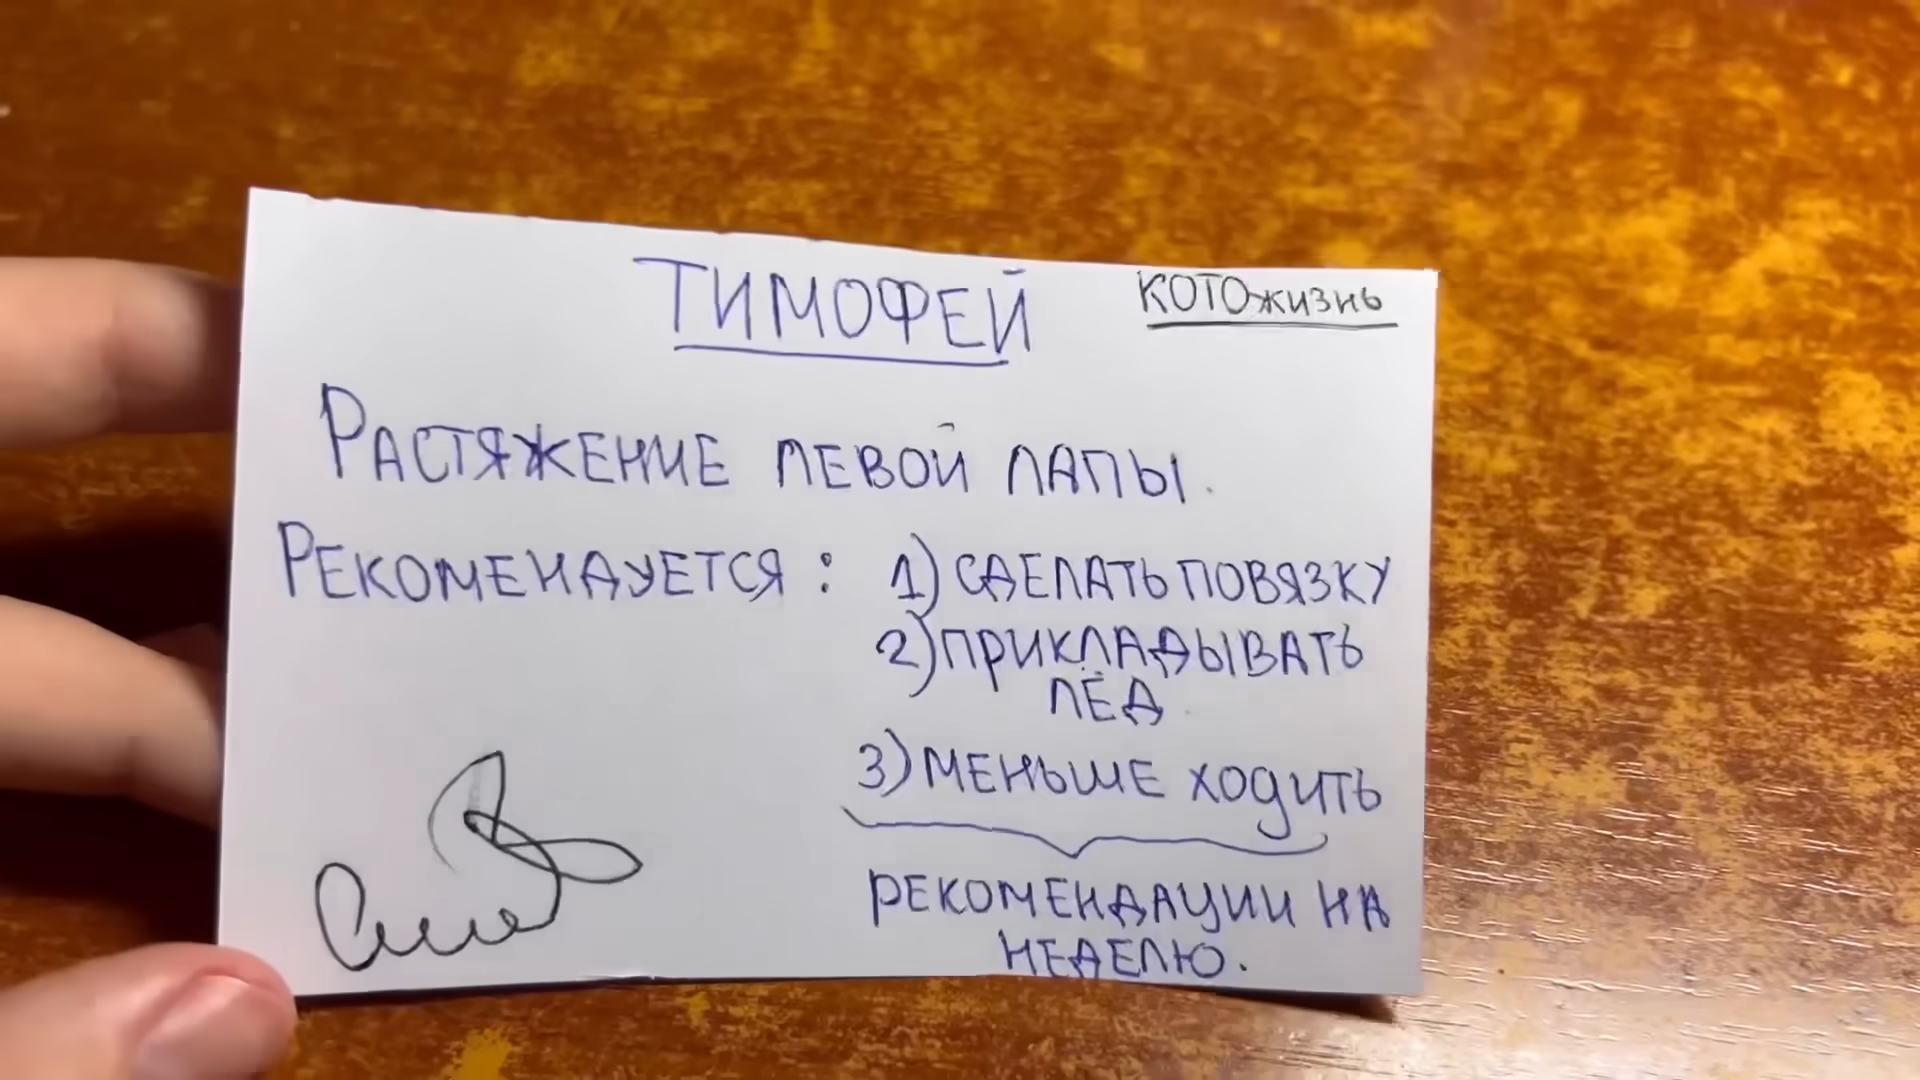 ТИМОФЕЙ
КОТОжизнь
РАСТЯЖЕНИЕ ЛЕВОЙ ЛАПЫ.
РЕКОМЕНДУЕТСЯ: 1) СДЕЛАТЬ ПОВЯЗКУ
2) ПРИКЛАДЫВАТЬ
ЛЁД
3) МЕНЬШЕ ХОДИТЬ
РЕКОМЕНДАЦИИ НА
НЕДЕЛЮ.